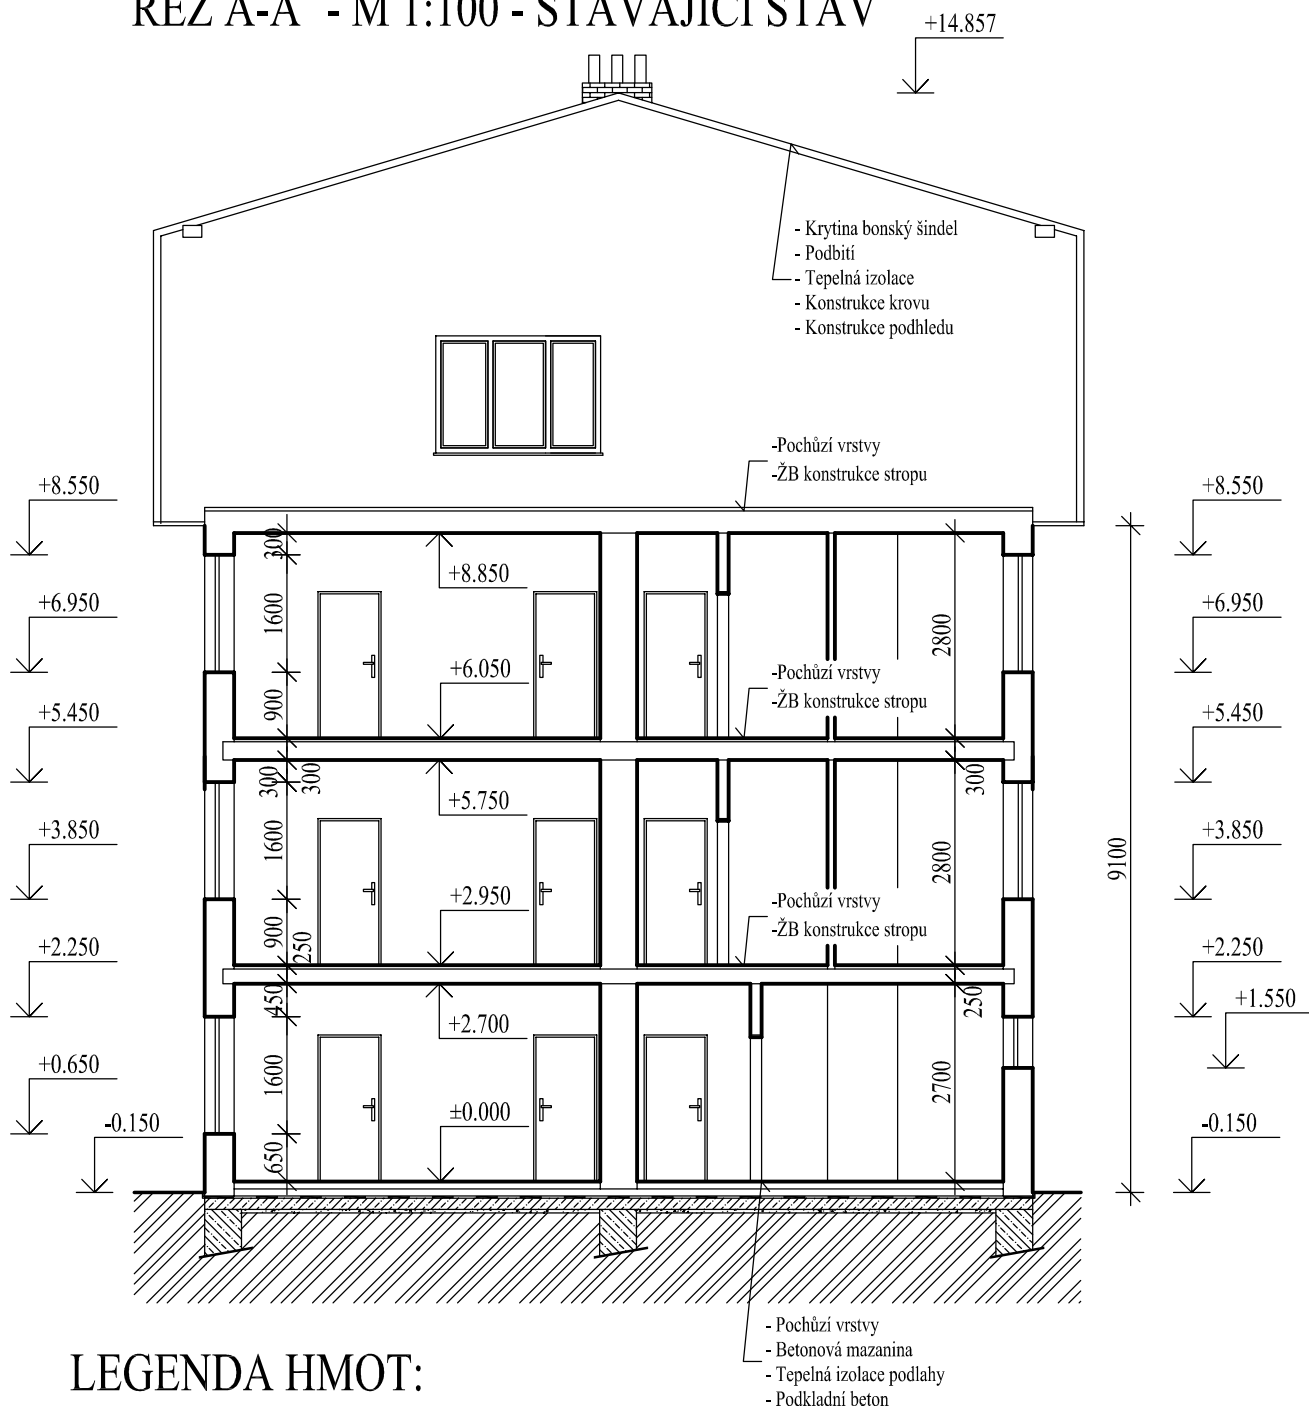 ŘEZ A-A' - M 1:100 - STÁVAJÍCÍ STAV
+14.857
- Krytina bonský šindel
- Podbití
- Tepelná izolace
- Konstrukce krovu
- Konstrukce podhledu
-Pochůzí vrstvy
-ŽB konstrukce stropu
+8.550
+8.550
300
+8.850
+6.950
1600
2800
+6.950
+6.050
-Pochůzí vrstvy
-ŽB konstrukce stropu
900
+5.450
+5.450
300
300
300
+5.750
+3.850
1600
2800
9100
+3.850
+2.950
-Pochůzí vrstvy
-ŽB konstrukce stropu
900
250
+2.250
+2.250
450
250
+1.550
+2.700
+0.650
1600
2700
±0.000
-0.150
-0.150
650
- Pochůzí vrstvy
- Betonová mazanina
- Tepelná izolace podlahy
- Podkladní beton
LEGENDA HMOT: